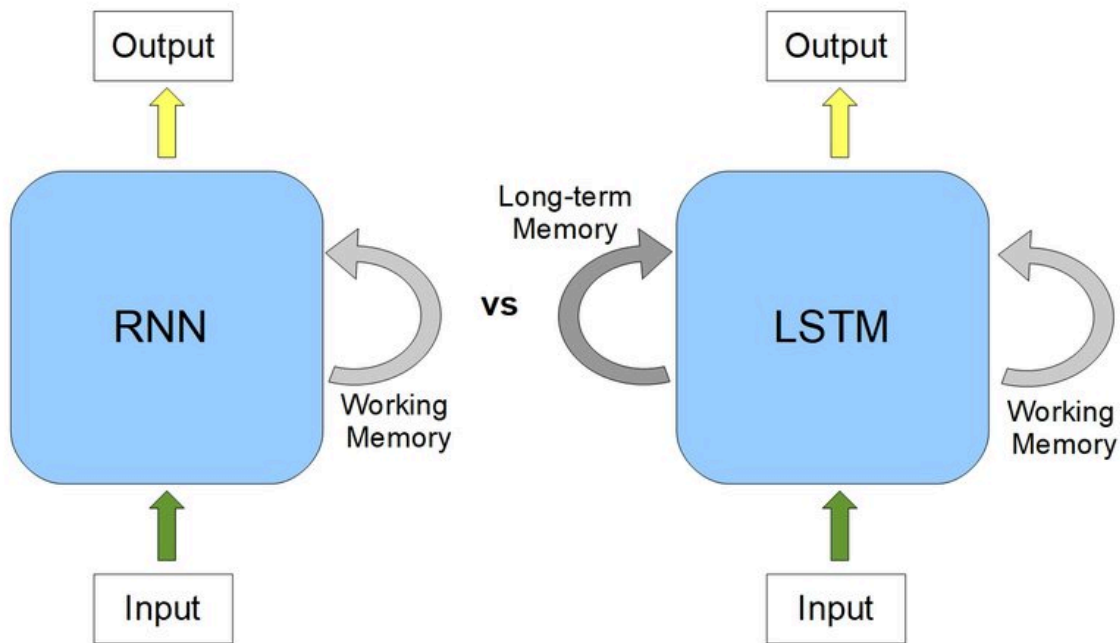 Output
RNN
Working
Memory
Input
vs
Output
Long-term
Memory
LSTM
Working
Memory
Input